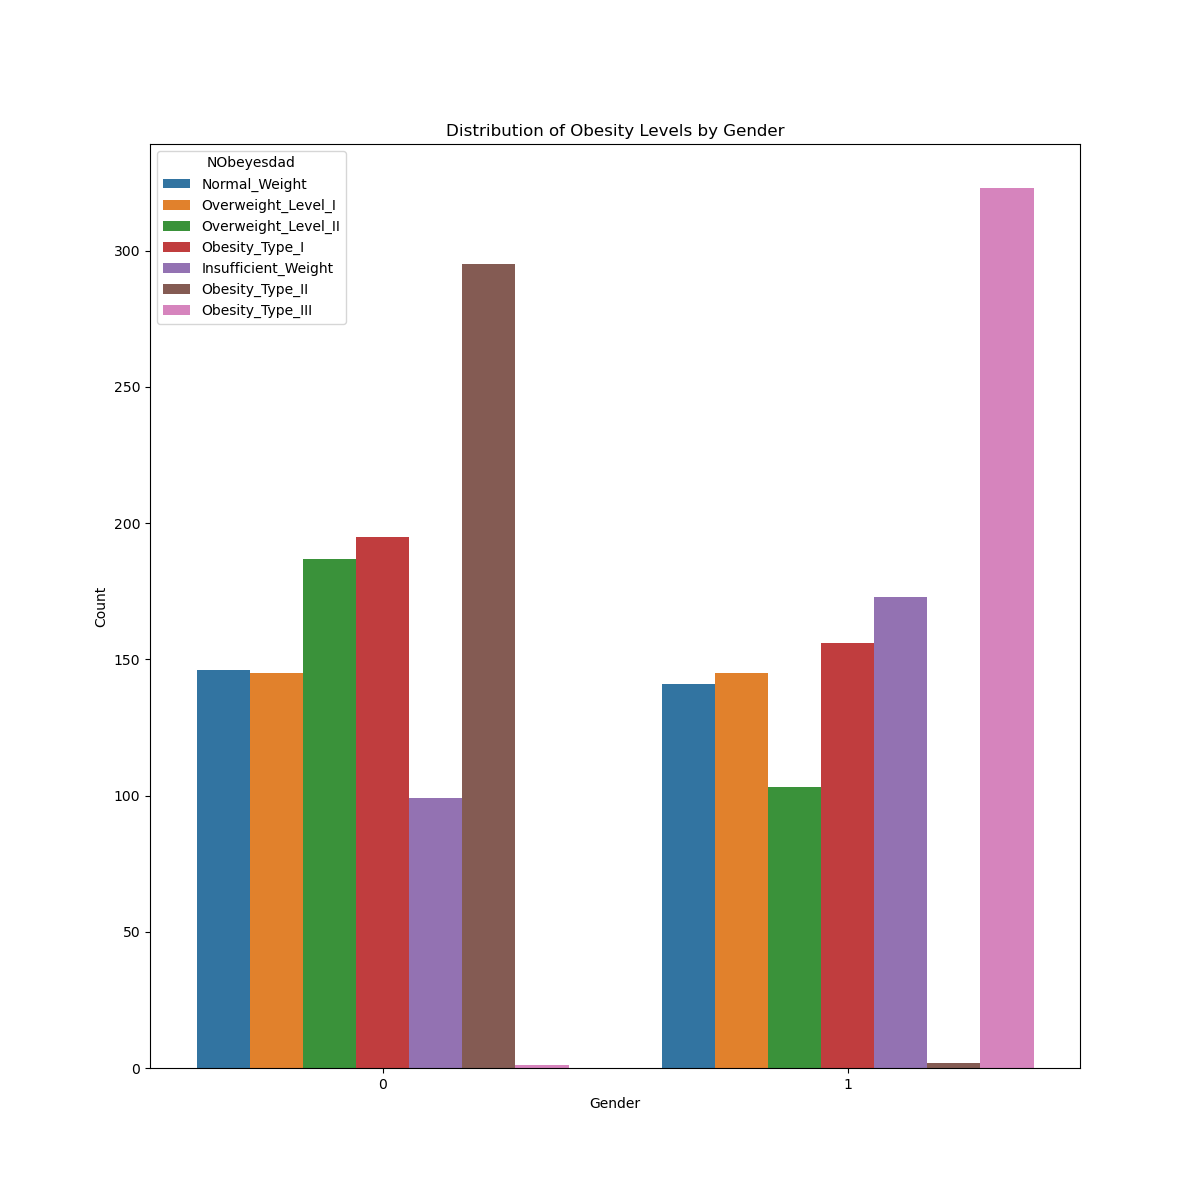 Distribution of Obesity Levels by Gender
NObeyesdad
Normal_Weight
Overweight_Level_I
Overweight_Level_II
Obesity_Type_I
Insufficient_Weight
Obesity_Type_II
Obesity_Type_III
300
250
200
150
100
50
0
Count
0 1
Gender